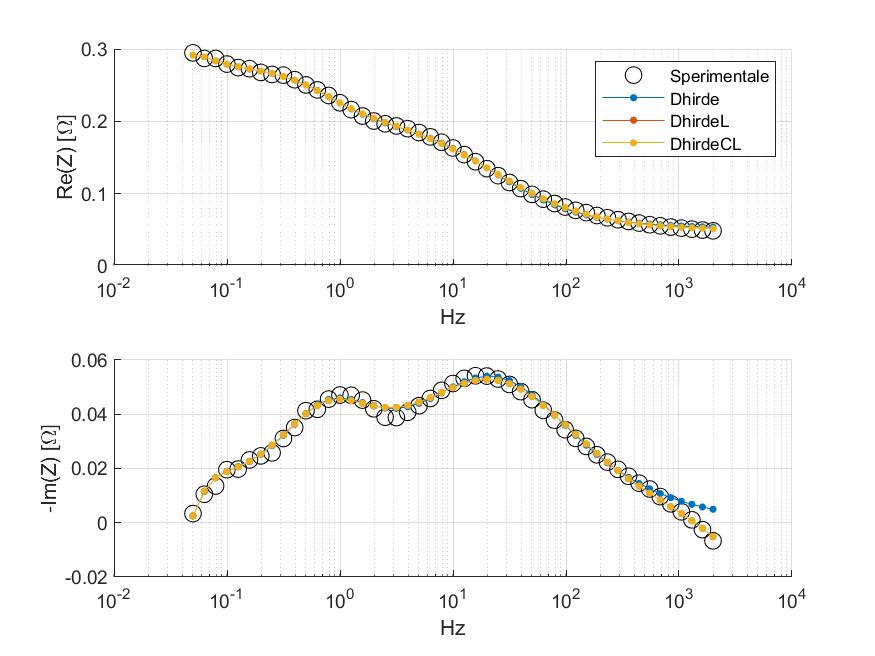 0.3
0.2
0.1
0
Re(Z) [Ω]
Sperimentale
Dhirde
DhirdeL
DhirdeCL
10^-2 10^-1 10^0 10^1 10^2 10^3 10^4
Hz
0.06
0.04
0.02
0
-0.02
-Im(Z) [Ω]
10^-2 10^-1 10^0 10^1 10^2 10^3 10^4
Hz